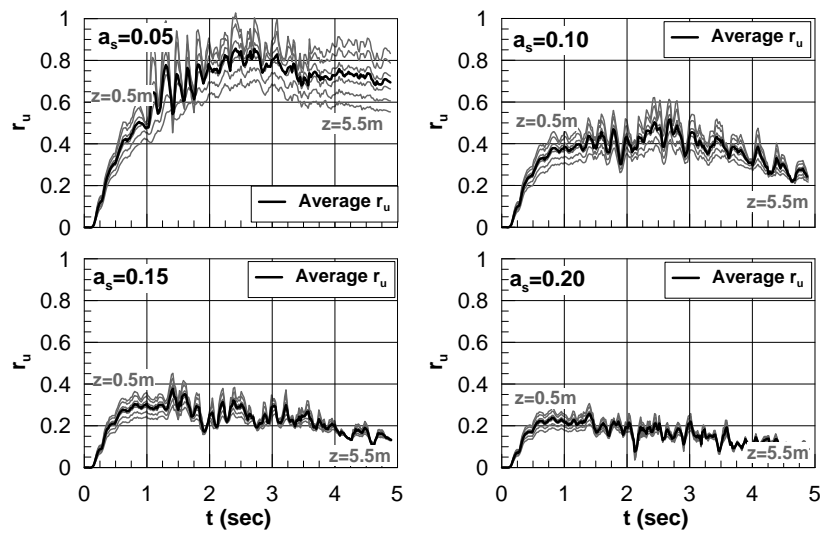 1
0.8
0.6
0.4
0.2
0
r_u
a_s=0.05
z=0.5m
z=5.5m
Average r_u
a_s=0.10
Average r_u
1
0.8
0.6
0.4
0.2
0
r_u
z=0.5m
z=5.5m
a_s=0.15
Average r_u
1
0.8
0.6
0.4
0.2
0
r_u
z=0.5m
z=5.5m
0 1 2 3 4 5
t (sec)
a_s=0.20
Average r_u
1
0.8
0.6
0.4
0.2
0
r_u
z=0.5m
z=5.5m
0 1 2 3 4 5
t (sec)